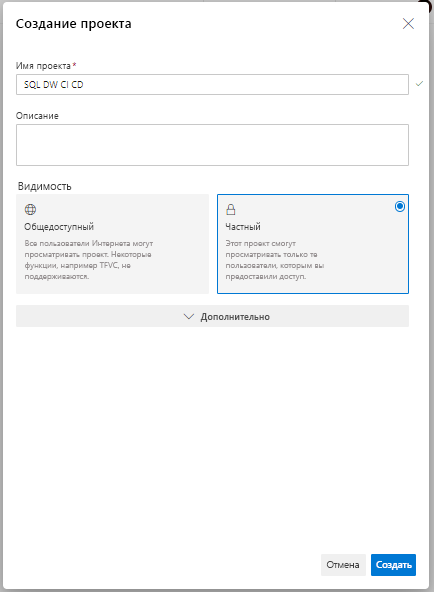 Создание проекта
Имя проекта*
SQL DW CI CD
Описание
Видимость
Общедоступный
Все пользователи Интернета могут
просматривать проект. Некоторые
функции, например TFVC, не
поддерживаются.
Частный
Этот проект смогут
просматривать только те
пользователи, которым вы
предоставили доступ.
Дополнительно
Отмена
Создать